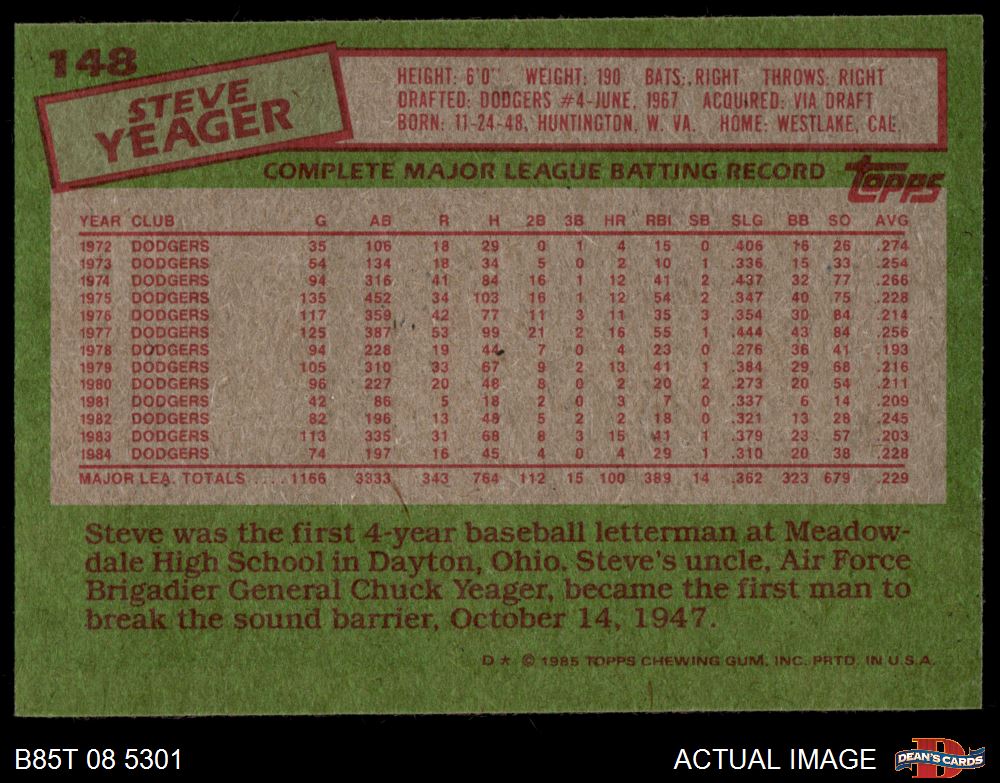 148
STEVE
YEAGER
HEIGHT: 6'0" WEIGHT: 190 BATS: RIGHT THROWS: RIGHT
DRAFTED: DODGERS #4-JUNE, 1967 ACQUIRED: VIA DRAFT
BORN: 11-24-48, HUNTINGTON, W. VA. HOME: WESTLAKE, CAL.
COMPLETE MAJOR LEAGUE BATTING RECORD
topps
YEAR CLUB G AB R H 2B 3B HR RBI SB SLG BB SO AVG
1972 DODGERS 35 106 18 29 0 1 4 15 0 .406 16 26 .274
1973 DODGERS 54 134 18 34 5 0 2 10 1 .336 15 33 .254
1974 DODGERS 94 316 41 84 16 1 12 41 2 .437 32 77 .266
1975 DODGERS 135 452 34 103 16 1 12 54 2 .347 40 75 .228
1976 DODGERS 117 359 42 77 11 3 11 35 3 .354 30 84 .214
1977 DODGERS 125 387 53 99 21 2 16 55 1 .444 43 84 .256
1978 DODGERS 94 228 19 44 7 0 4 23 0 .276 36 41 .193
1979 DODGERS 105 310 33 67 9 2 13 41 1 .384 29 68 .216
1980 DODGERS 96 227 20 48 8 0 2 20 2 .273 20 54 .211
1981 DODGERS 42 86 5 18 2 0 3 7 0 .337 6 14 .209
1982 DODGERS 82 196 13 48 5 2 2 18 0 .321 13 28 .245
1983 DODGERS 113 335 31 68 8 3 15 41 1 .379 23 57 .203
1984 DODGERS 74 197 16 45 4 0 4 29 1 .310 20 38 .228
MAJOR LEA. TOTALS .... 1166 3333 343 764 112 15 100 389 14 .362 323 679 .229
Steve was the first 4-year baseball letterman at Meadow-
dale High School in Dayton, Ohio. Steve's uncle, Air Force
Brigadier General Chuck Yeager, became the first man to
break the sound barrier, October 14, 1947.
D* © 1985 TOPPS CHEWING GUM, INC. PRTD. IN U.S.A.
B85T 08 5301 ACTUAL IMAGE
DEAN'S CARDS